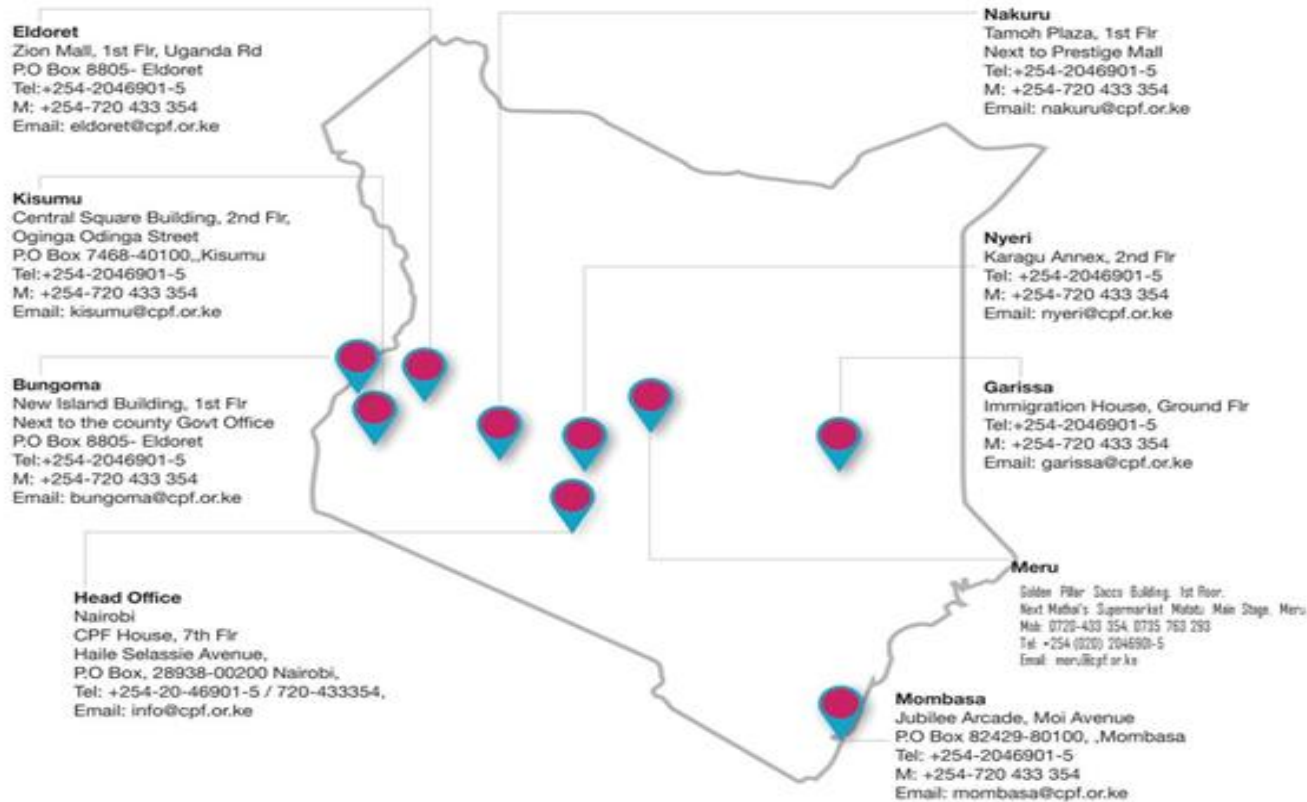 Eldoret
Zion Mall, 1st Flr, Uganda Rd
P.O Box 8805- Eldoret
Tel:+254-2046901-5
M: +254-720 433 354
Email: eldoret@cpf.or.ke
Kisumu
Central Square Building, 2nd Flr,
Oginga Odinga Street
P.O Box 7468-40100,,Kisumu
Tel:+254-2046901-5
M: +254-720 433 354
Email: kisumu@cpf.or.ke
Bungoma
New Island Building, 1st Flr
Next to the county Govt Office
P.O Box 8805- Eldoret
Tel:+254-2046901-5
M: +254-720 433 354
Email: bungoma@cpf.or.ke
Head Office
Nairobi
CPF House, 7th Flr
Haile Selassie Avenue,
P.O Box, 28938-00200 Nairobi,
Tel: +254-20-46901-5 / 720-433354,
Email: info@cpf.or.ke
Nakuru
Tamoh Plaza, 1st Flr
Next to Prestige Mall
Tel:+254-2046901-5
M: +254-720 433 354
Email: nakuru@cpf.or.ke
Nyeri
Karagu Annex, 2nd Flr
Tel: +254-2046901-5
M: +254-720 433 354
Email: nyeri@cpf.or.ke
Garissa
Immigration House, Ground Flr
Tel:+254-2046901-5
M: +254-720 433 354
Email: garissa@cpf.or.ke
Meru
Golden Pillar Sacco Building, 1st Floor,
Next Mathai's Supermarket Matatu Main Stage, Meru
Mob: 0720-433 354, 0735 763 293
Tel: +254 (020) 2046901-5
Email: meru@cpf.or.ke
Mombasa
Jubilee Arcade, Moi Avenue
P.O Box 82429-80100, ,Mombasa
Tel: +254-2046901-5
M: +254-720 433 354
Email: mombasa@cpf.or.ke